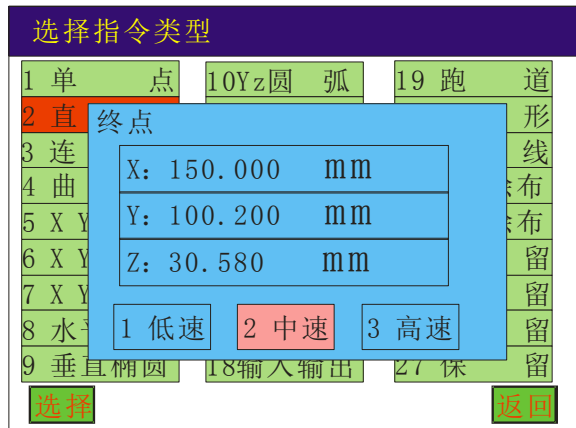 选择指令类型
1 单 点 10Yz圆 弧 19 跑 道
2 直 形
3 连 线
4 曲 涂布
5 X Y 涂布
6 X Y 留
7 X Y 留
8 水平 留
9 垂直椭圆 18输入输出 27 保 留
终点
X: 150.000 mm
Y: 100.200 mm
Z: 30.580 mm
1 低速 2 中速 3 高速
选择 返回